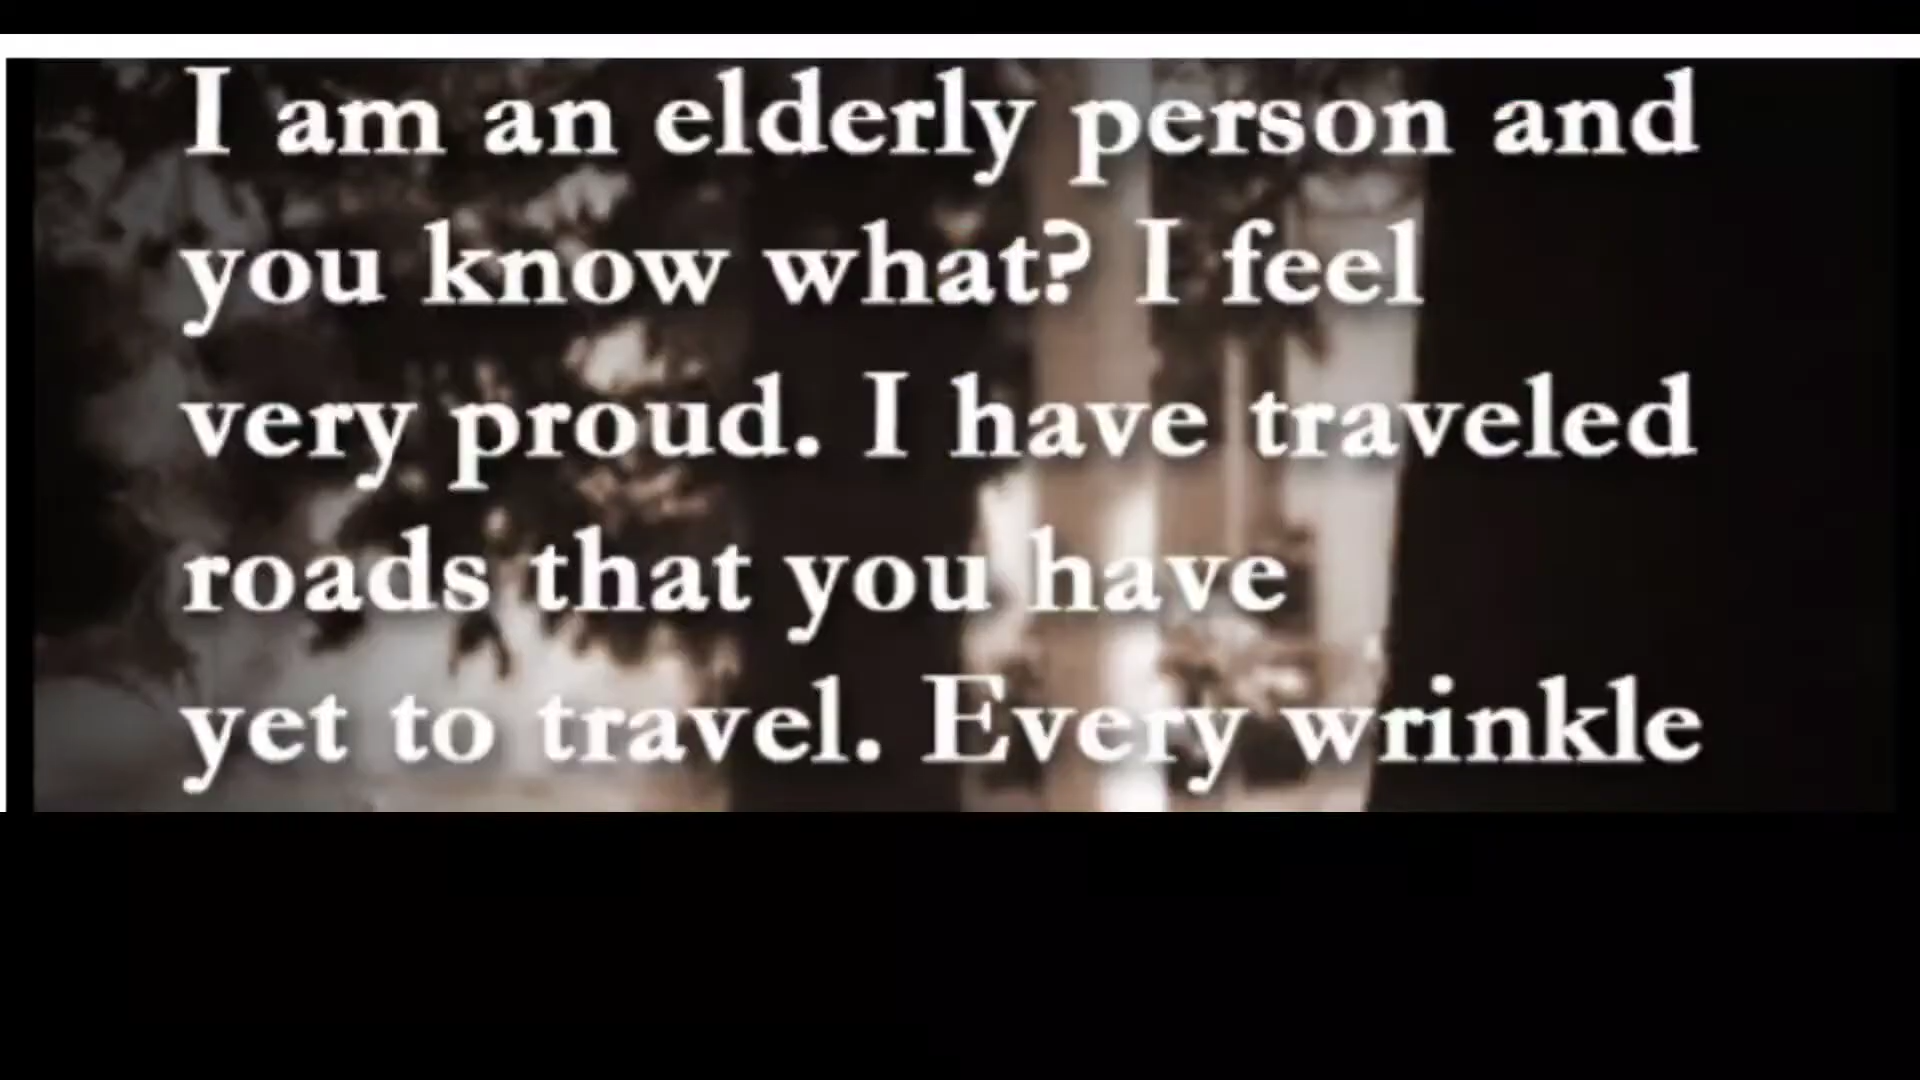 I am an elderly person and
you know what? I feel
very proud. I have traveled
roads that you have
yet to travel. Every wrinkle